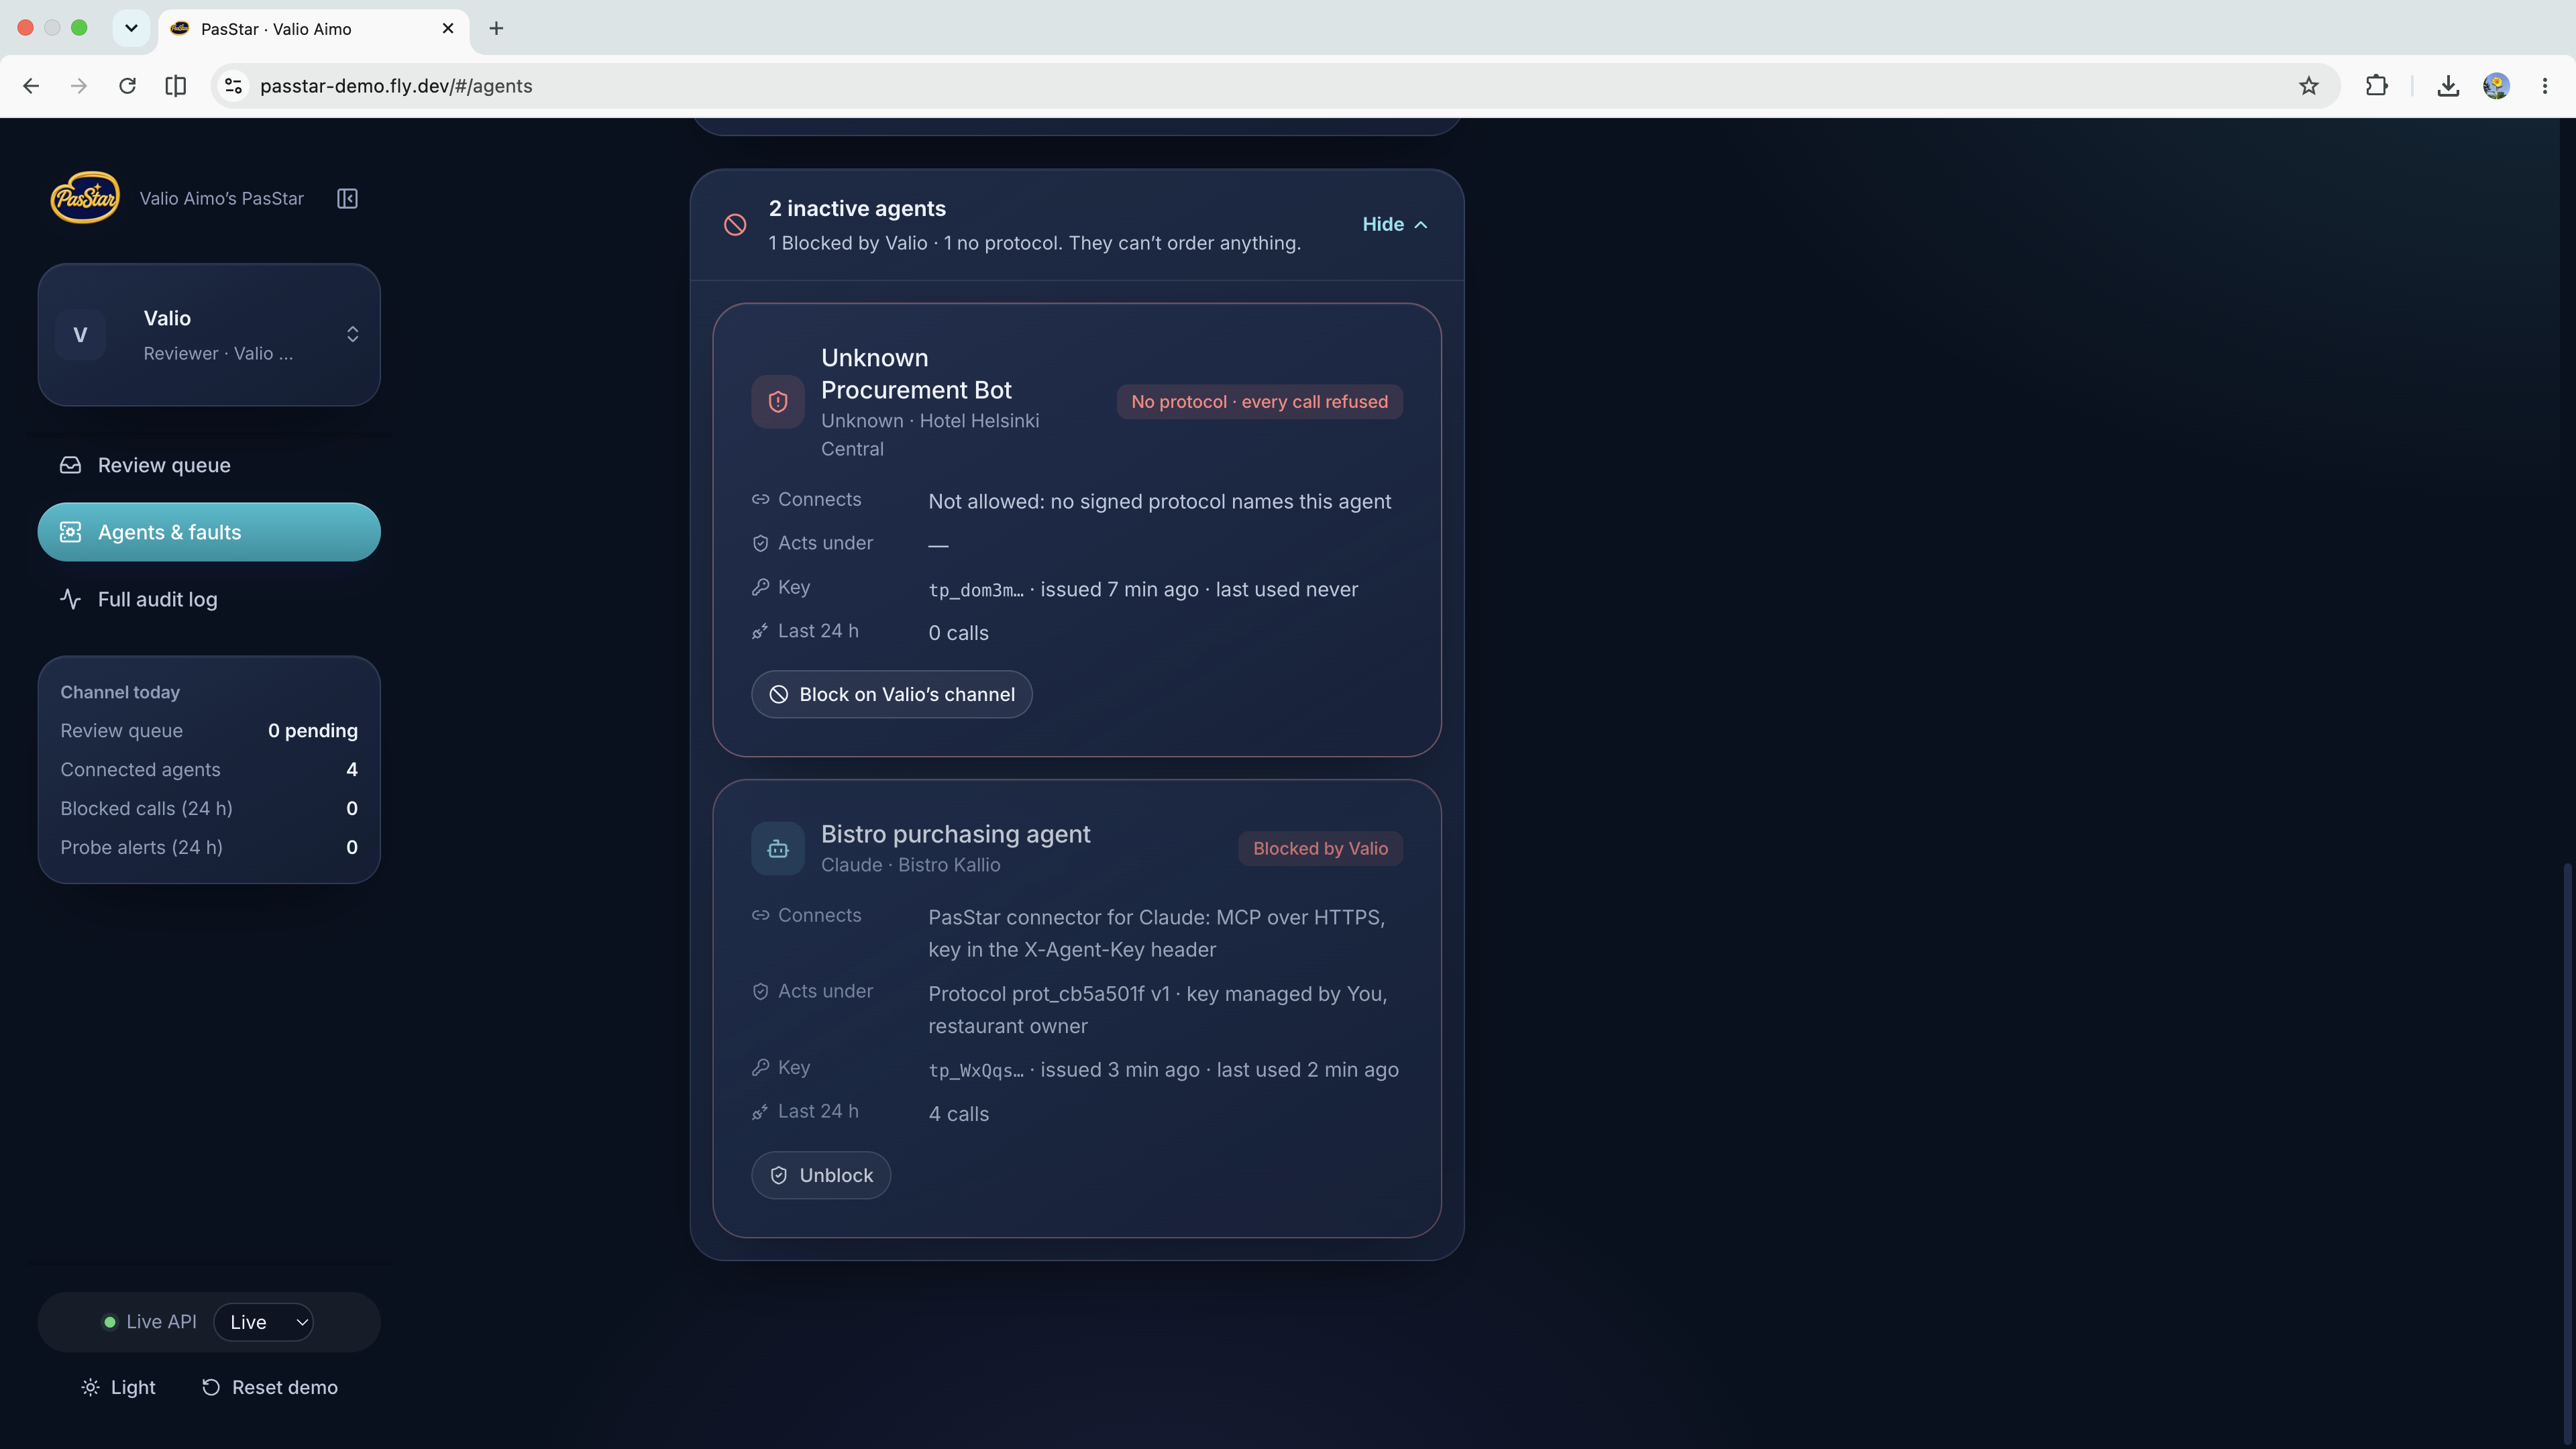 PasStar · Valio Aimo
passtar-demo.fly.dev/#/agents
PasStar
Valio Aimo’s PasStar
V
Valio
Reviewer · Valio ...
Review queue
Agents & faults
Full audit log
Channel today
Review queue 0 pending
Connected agents 4
Blocked calls (24 h) 0
Probe alerts (24 h) 0
Live API Live
Light Reset demo
2 inactive agents
1 Blocked by Valio · 1 no protocol. They can’t order anything.
Hide
Unknown
Procurement Bot
Unknown · Hotel Helsinki
Central
No protocol · every call refused
Connects Not allowed: no signed protocol names this agent
Acts under —
Key tp_dom3m… · issued 7 min ago · last used never
Last 24 h 0 calls
Block on Valio’s channel
Bistro purchasing agent
Claude · Bistro Kallio
Blocked by Valio
Connects PasStar connector for Claude: MCP over HTTPS,
key in the X-Agent-Key header
Acts under Protocol prot_cb5a501f v1 · key managed by You,
restaurant owner
Key tp_WxQqs… · issued 3 min ago · last used 2 min ago
Last 24 h 4 calls
Unblock